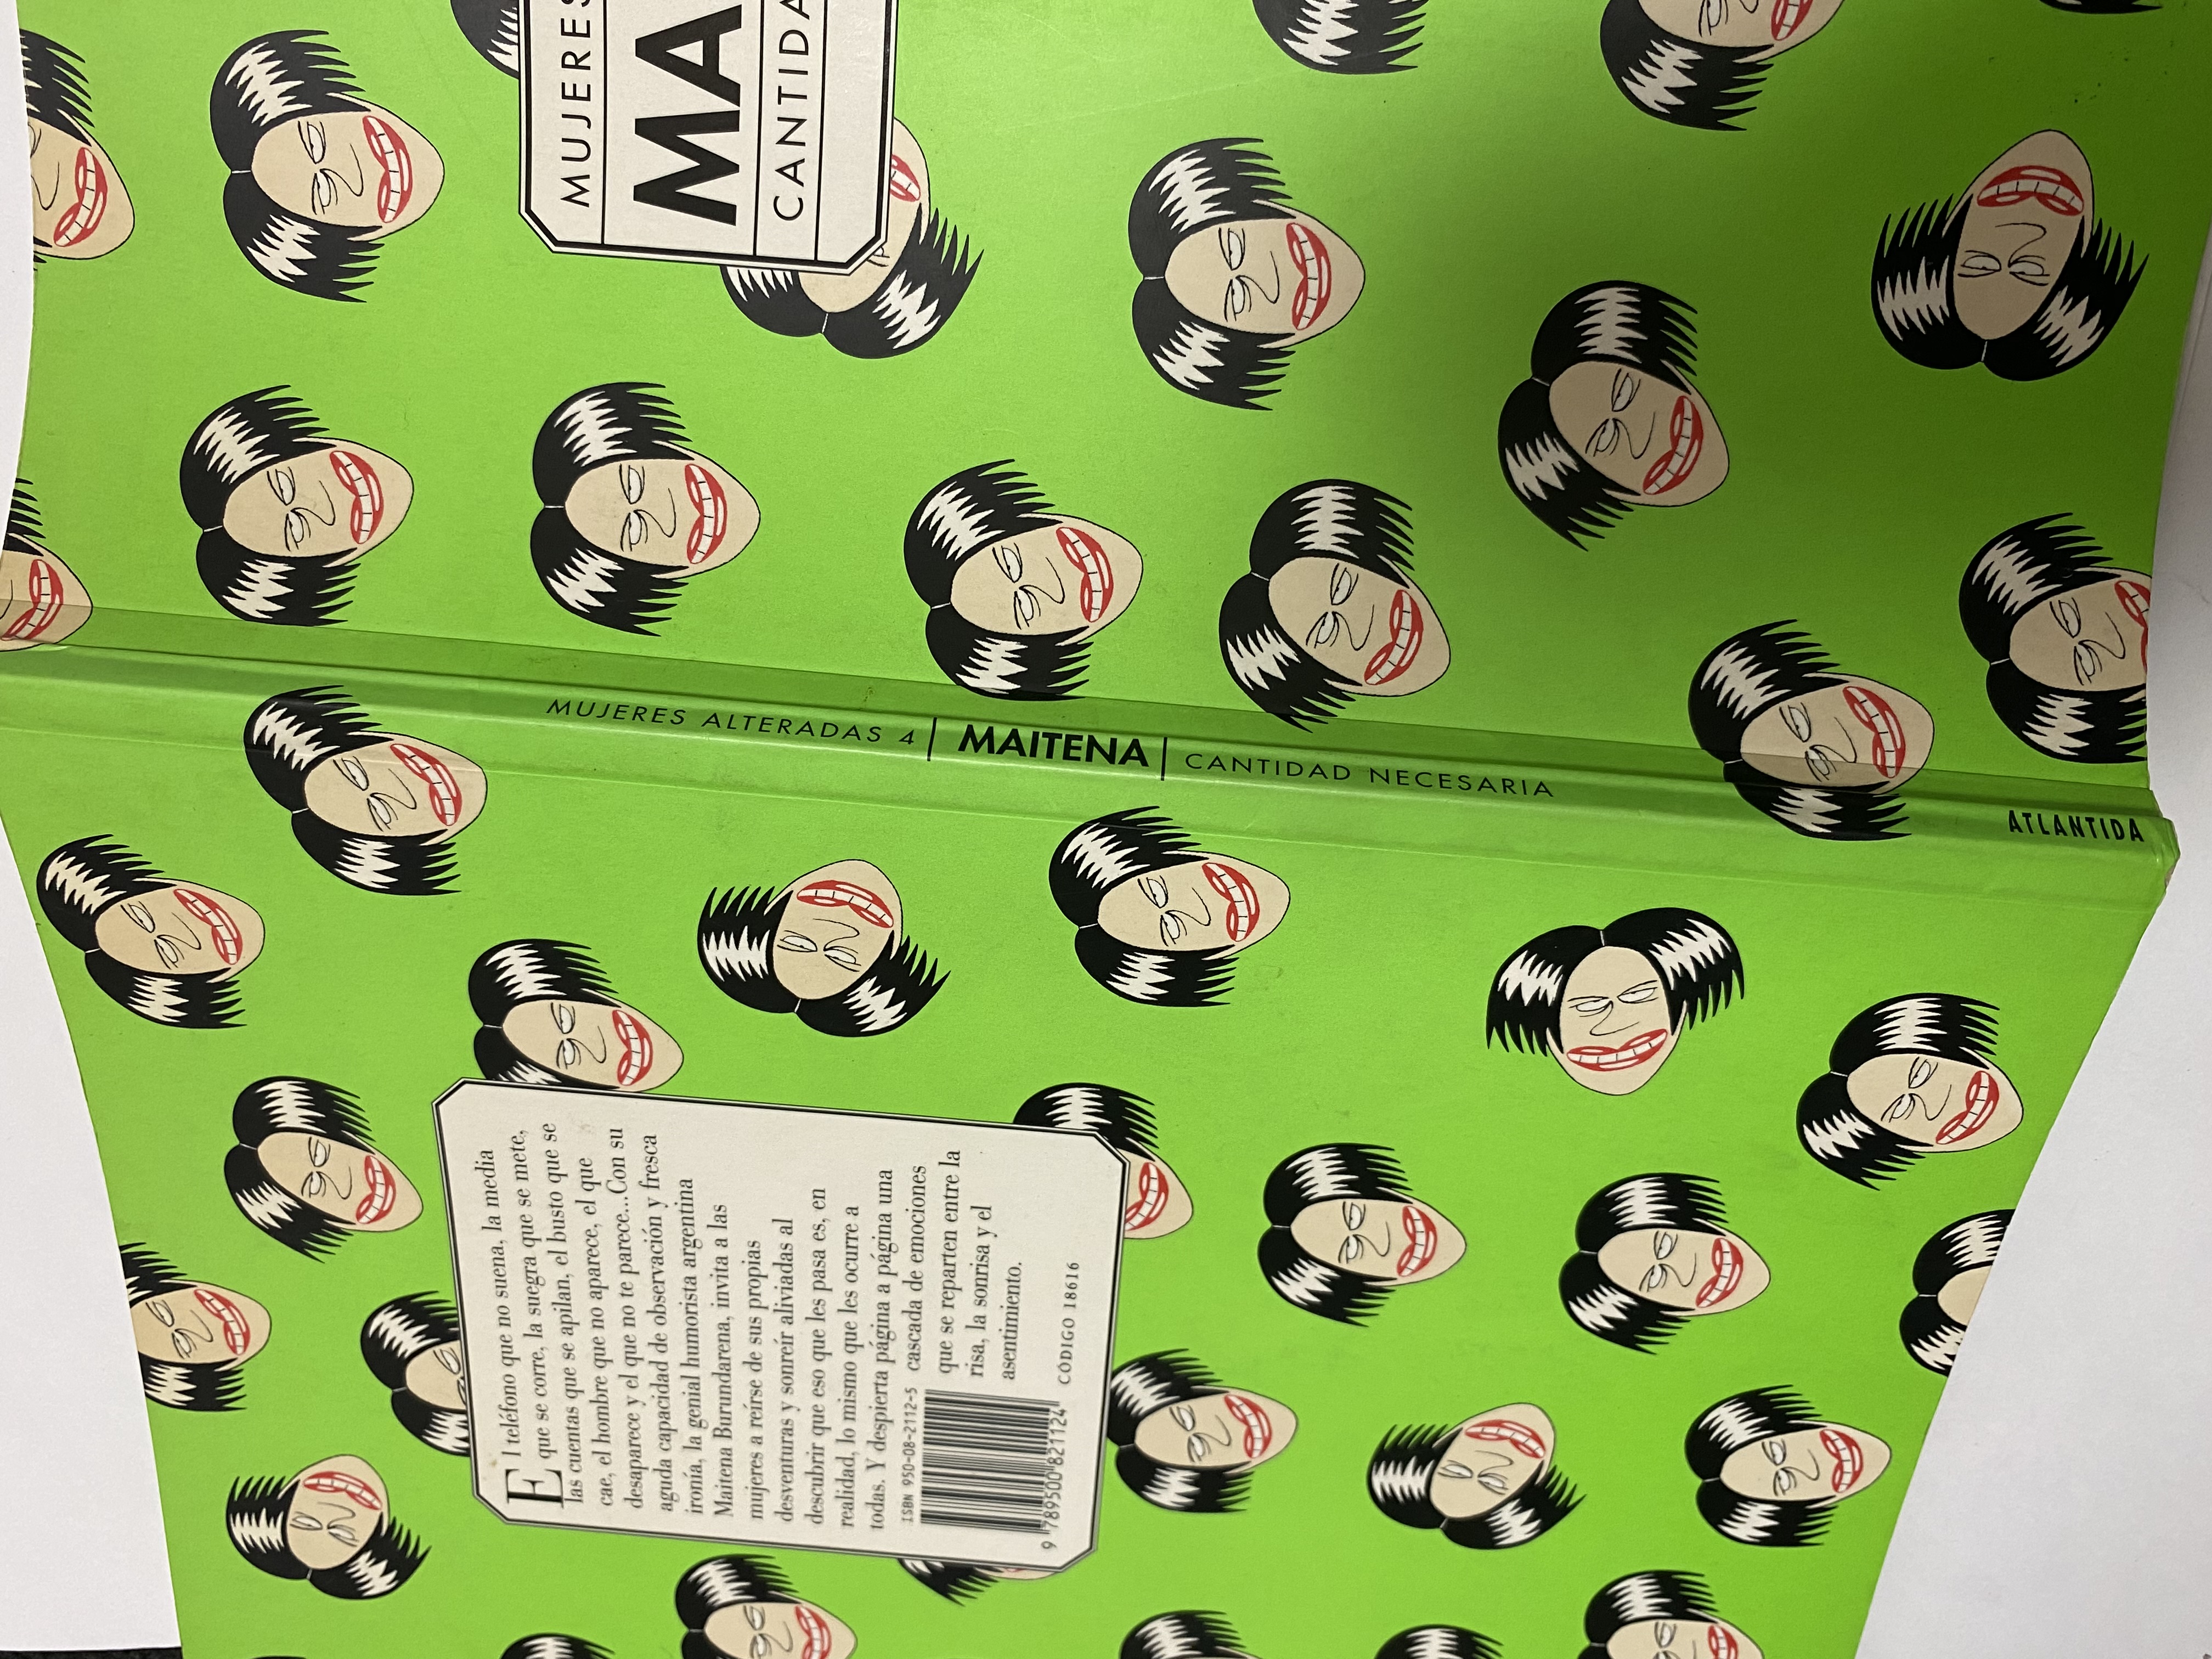 El teléfono que no suena, la media
que se corre, la suegra que se mete,
las cuentas que se apilan, el busto que se
cae, el hombre que no aparece, el que
desaparece y el que no te parece...Con su
aguda capacidad de observación y fresca
ironía, la genial humorista argentina
Maitena Burundarena, invita a las
mujeres a reírse de sus propias
desventuras y sonreír aliviadas al
descubrir que eso que les pasa es, en
realidad, lo mismo que les ocurre a
todas. Y despierta página a página una
cascada de emociones
que se reparten entre la
risa, la sonrisa y el
asentimiento.
ISBN 950-08-2112-5
9 789500 821124
CÓDIGO 18616
MUJERES ALTERADAS 4 | MAITENA | CANTIDAD NECESARIA
ATLANTIDA
MUJERES
MA
CANTIDA